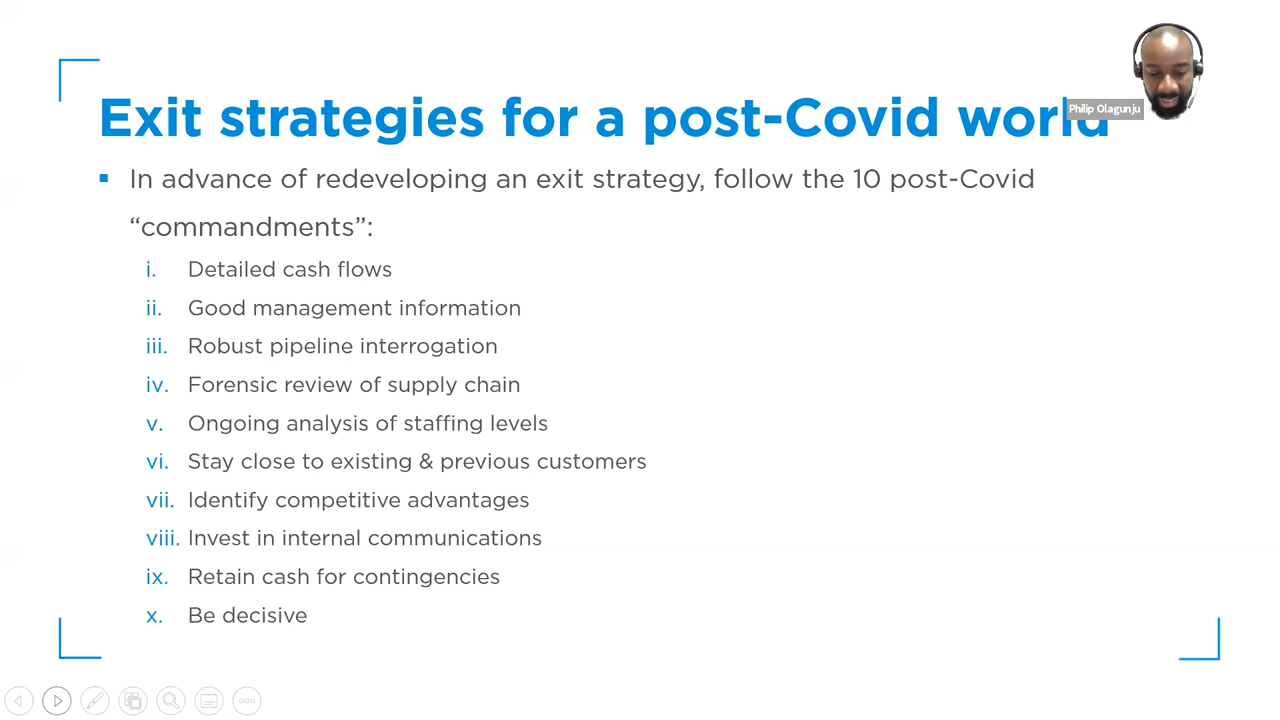 Exit strategies for a post-Covid world
Philip Olagunju
▪ In advance of redeveloping an exit strategy, follow the 10 post-Covid
“commandments”:
i. Detailed cash flows
ii. Good management information
iii. Robust pipeline interrogation
iv. Forensic review of supply chain
v. Ongoing analysis of staffing levels
vi. Stay close to existing & previous customers
vii. Identify competitive advantages
viii. Invest in internal communications
ix. Retain cash for contingencies
x. Be decisive